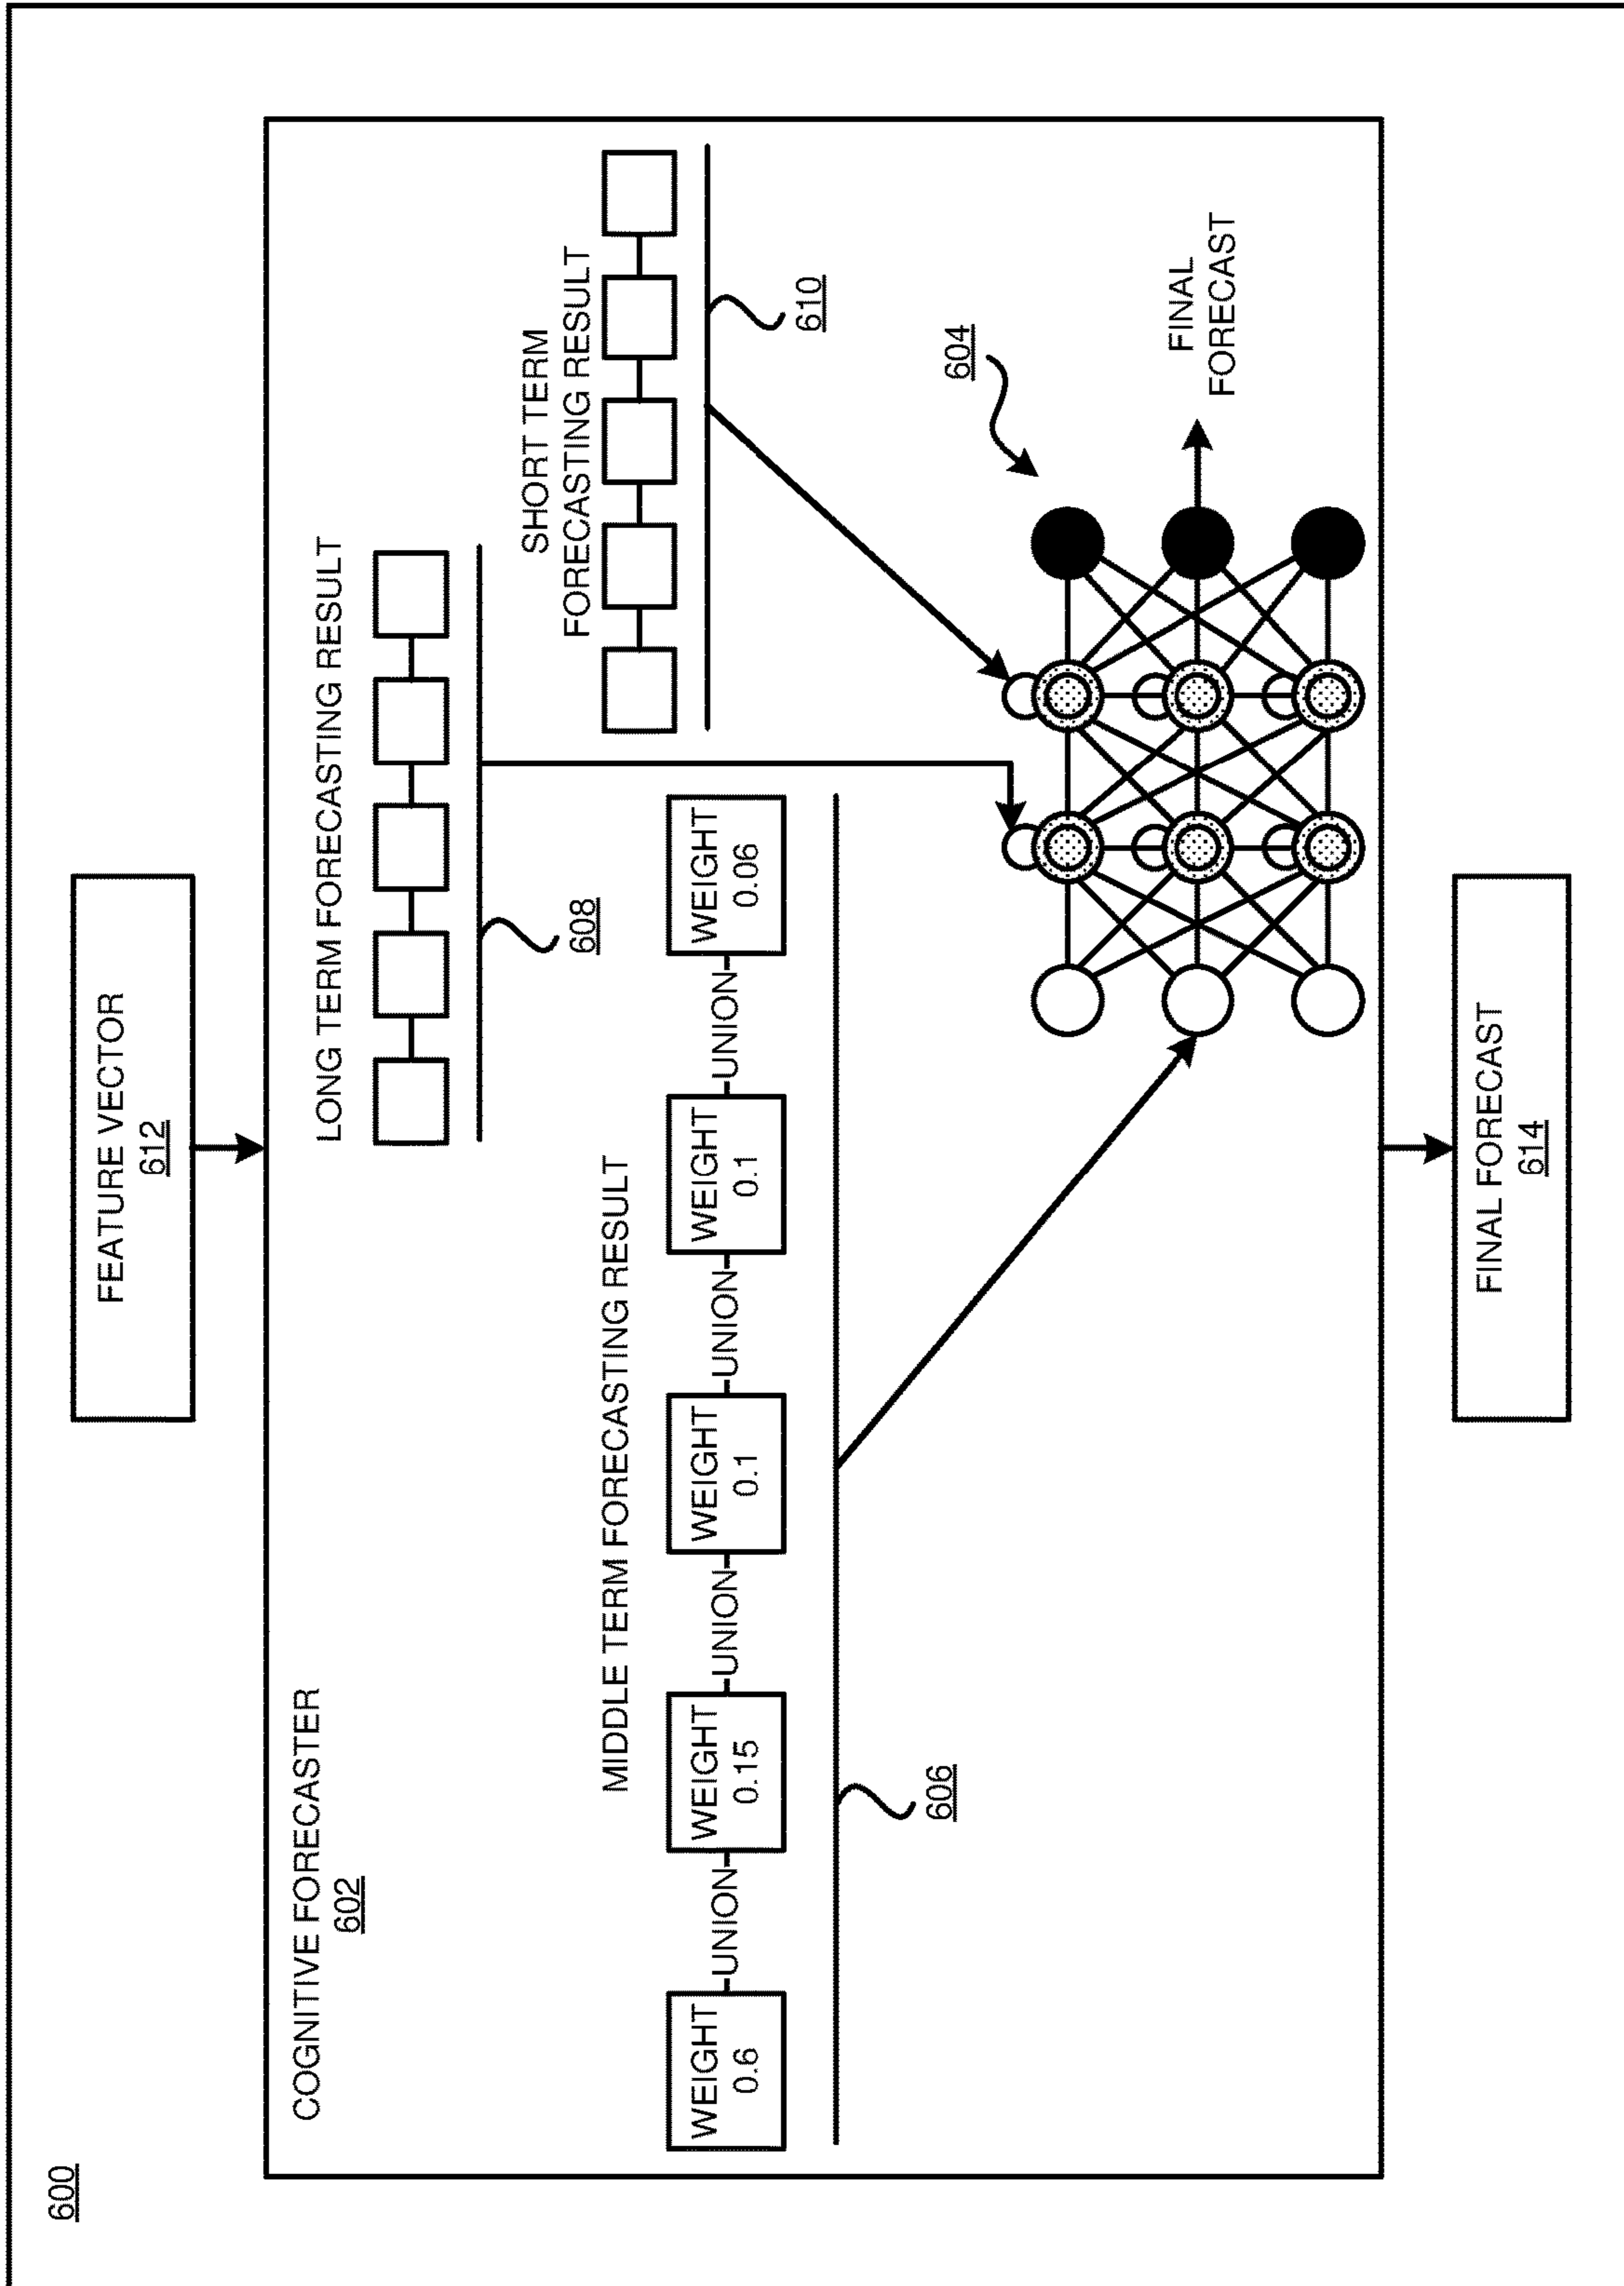 600
FEATURE VECTOR
612
COGNITIVE FORECASTER
602
LONG TERM FORECASTING RESULT
608
SHORT TERM
FORECASTING RESULT
610
MIDDLE TERM FORECASTING RESULT
WEIGHT
0.6
UNION
WEIGHT
0.15
UNION
WEIGHT
0.1
UNION
WEIGHT
0.1
UNION
WEIGHT
0.06
606
604
FINAL
FORECAST
FINAL FORECAST
614